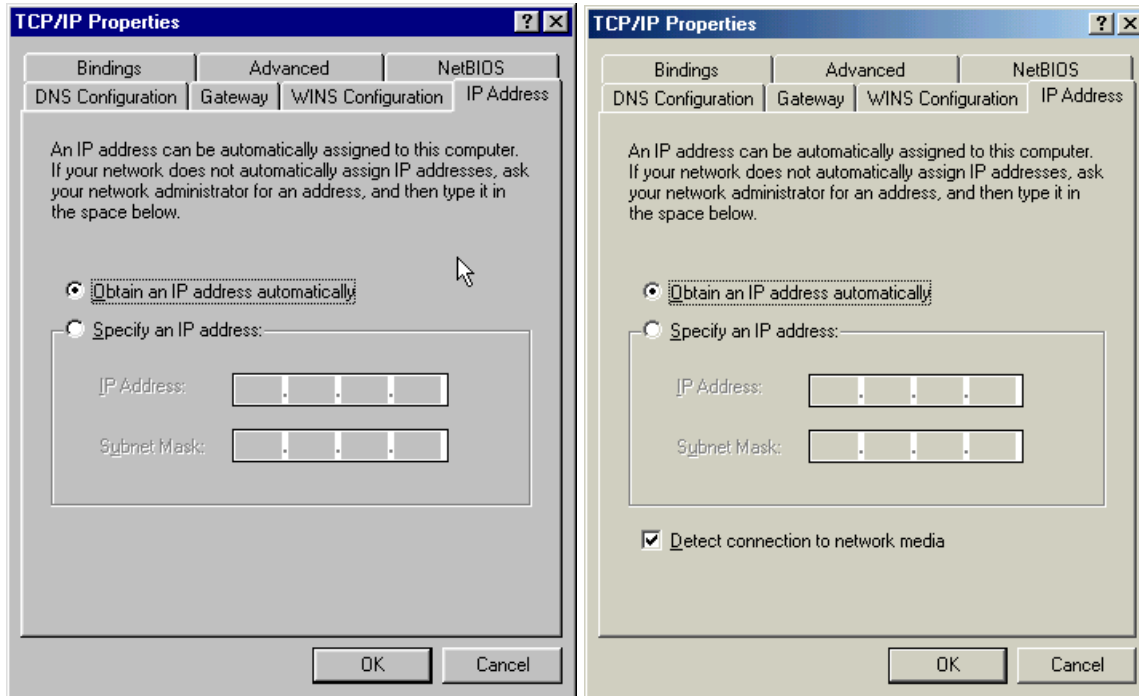 TCP/IP Properties
Bindings
Advanced
NetBIOS
DNS Configuration
Gateway
WINS Configuration
IP Address
An IP address can be automatically assigned to this computer.
If your network does not automatically assign IP addresses, ask
your network administrator for an address, and then type it in
the space below.
Obtain an IP address automatically
Specify an IP address:
IP Address:
. . .
Subnet Mask:
. . .
OK
Cancel
TCP/IP Properties
Bindings
Advanced
NetBIOS
DNS Configuration
Gateway
WINS Configuration
IP Address
An IP address can be automatically assigned to this computer.
If your network does not automatically assign IP addresses, ask
your network administrator for an address, and then type it in
the space below.
Obtain an IP address automatically
Specify an IP address:
IP Address:
. . .
Subnet Mask:
. . .
Detect connection to network media
OK
Cancel